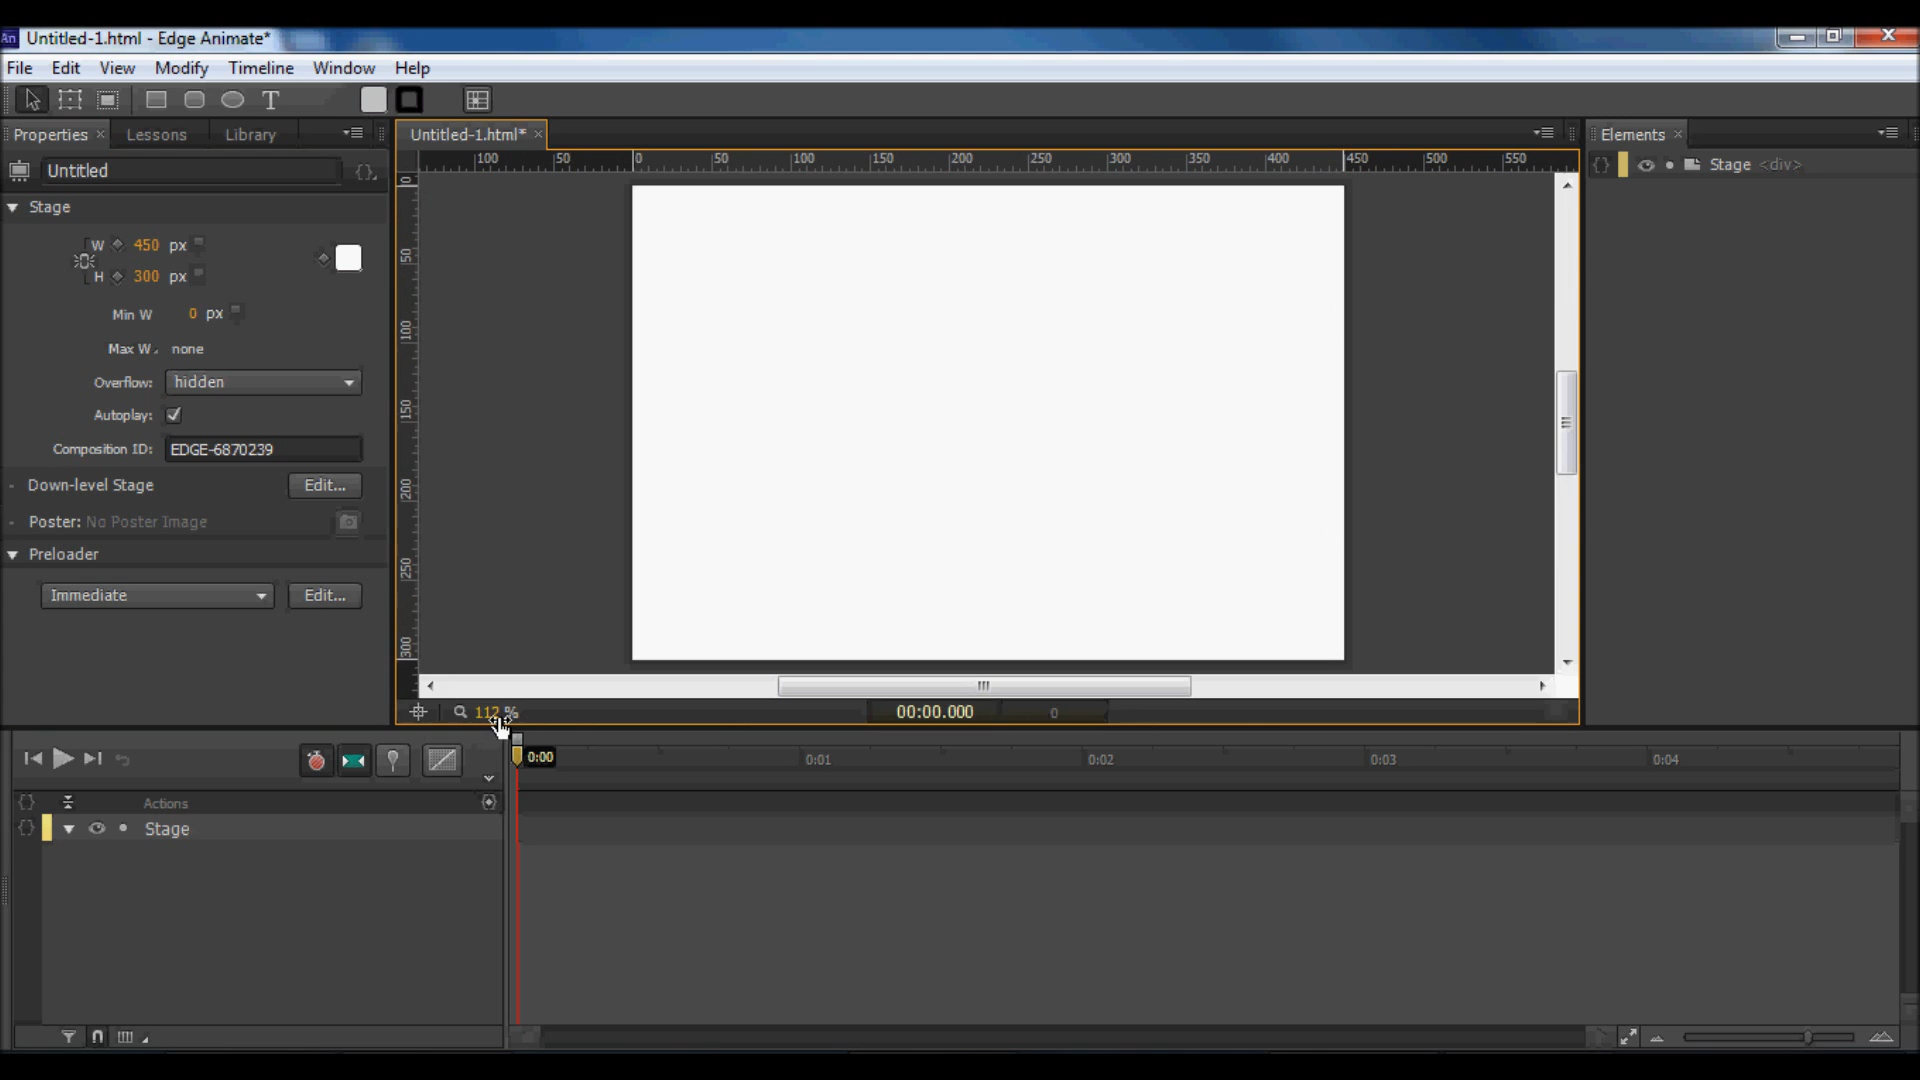 An Untitled-1.html - Edge Animate*
File Edit View Modify Timeline Window Help
T
Properties × Lessons Library
Untitled-1.html* ×
Elements ×
100 50 0 50 100 150 200 250 300 350 400 450 500 550
Untitled {}
{} Stage <div>
Stage
W 450 px
H 300 px
Min W 0 px
Max W none
Overflow: hidden
Autoplay:
Composition ID: EDGE-6870239
Down-level Stage Edit...
Poster: No Poster Image
Preloader
Immediate Edit...
0
50
100
150
200
250
300
112 %
00:00.000 0
0:00 0:01 0:02 0:03 0:04
{} Actions
{} Stage